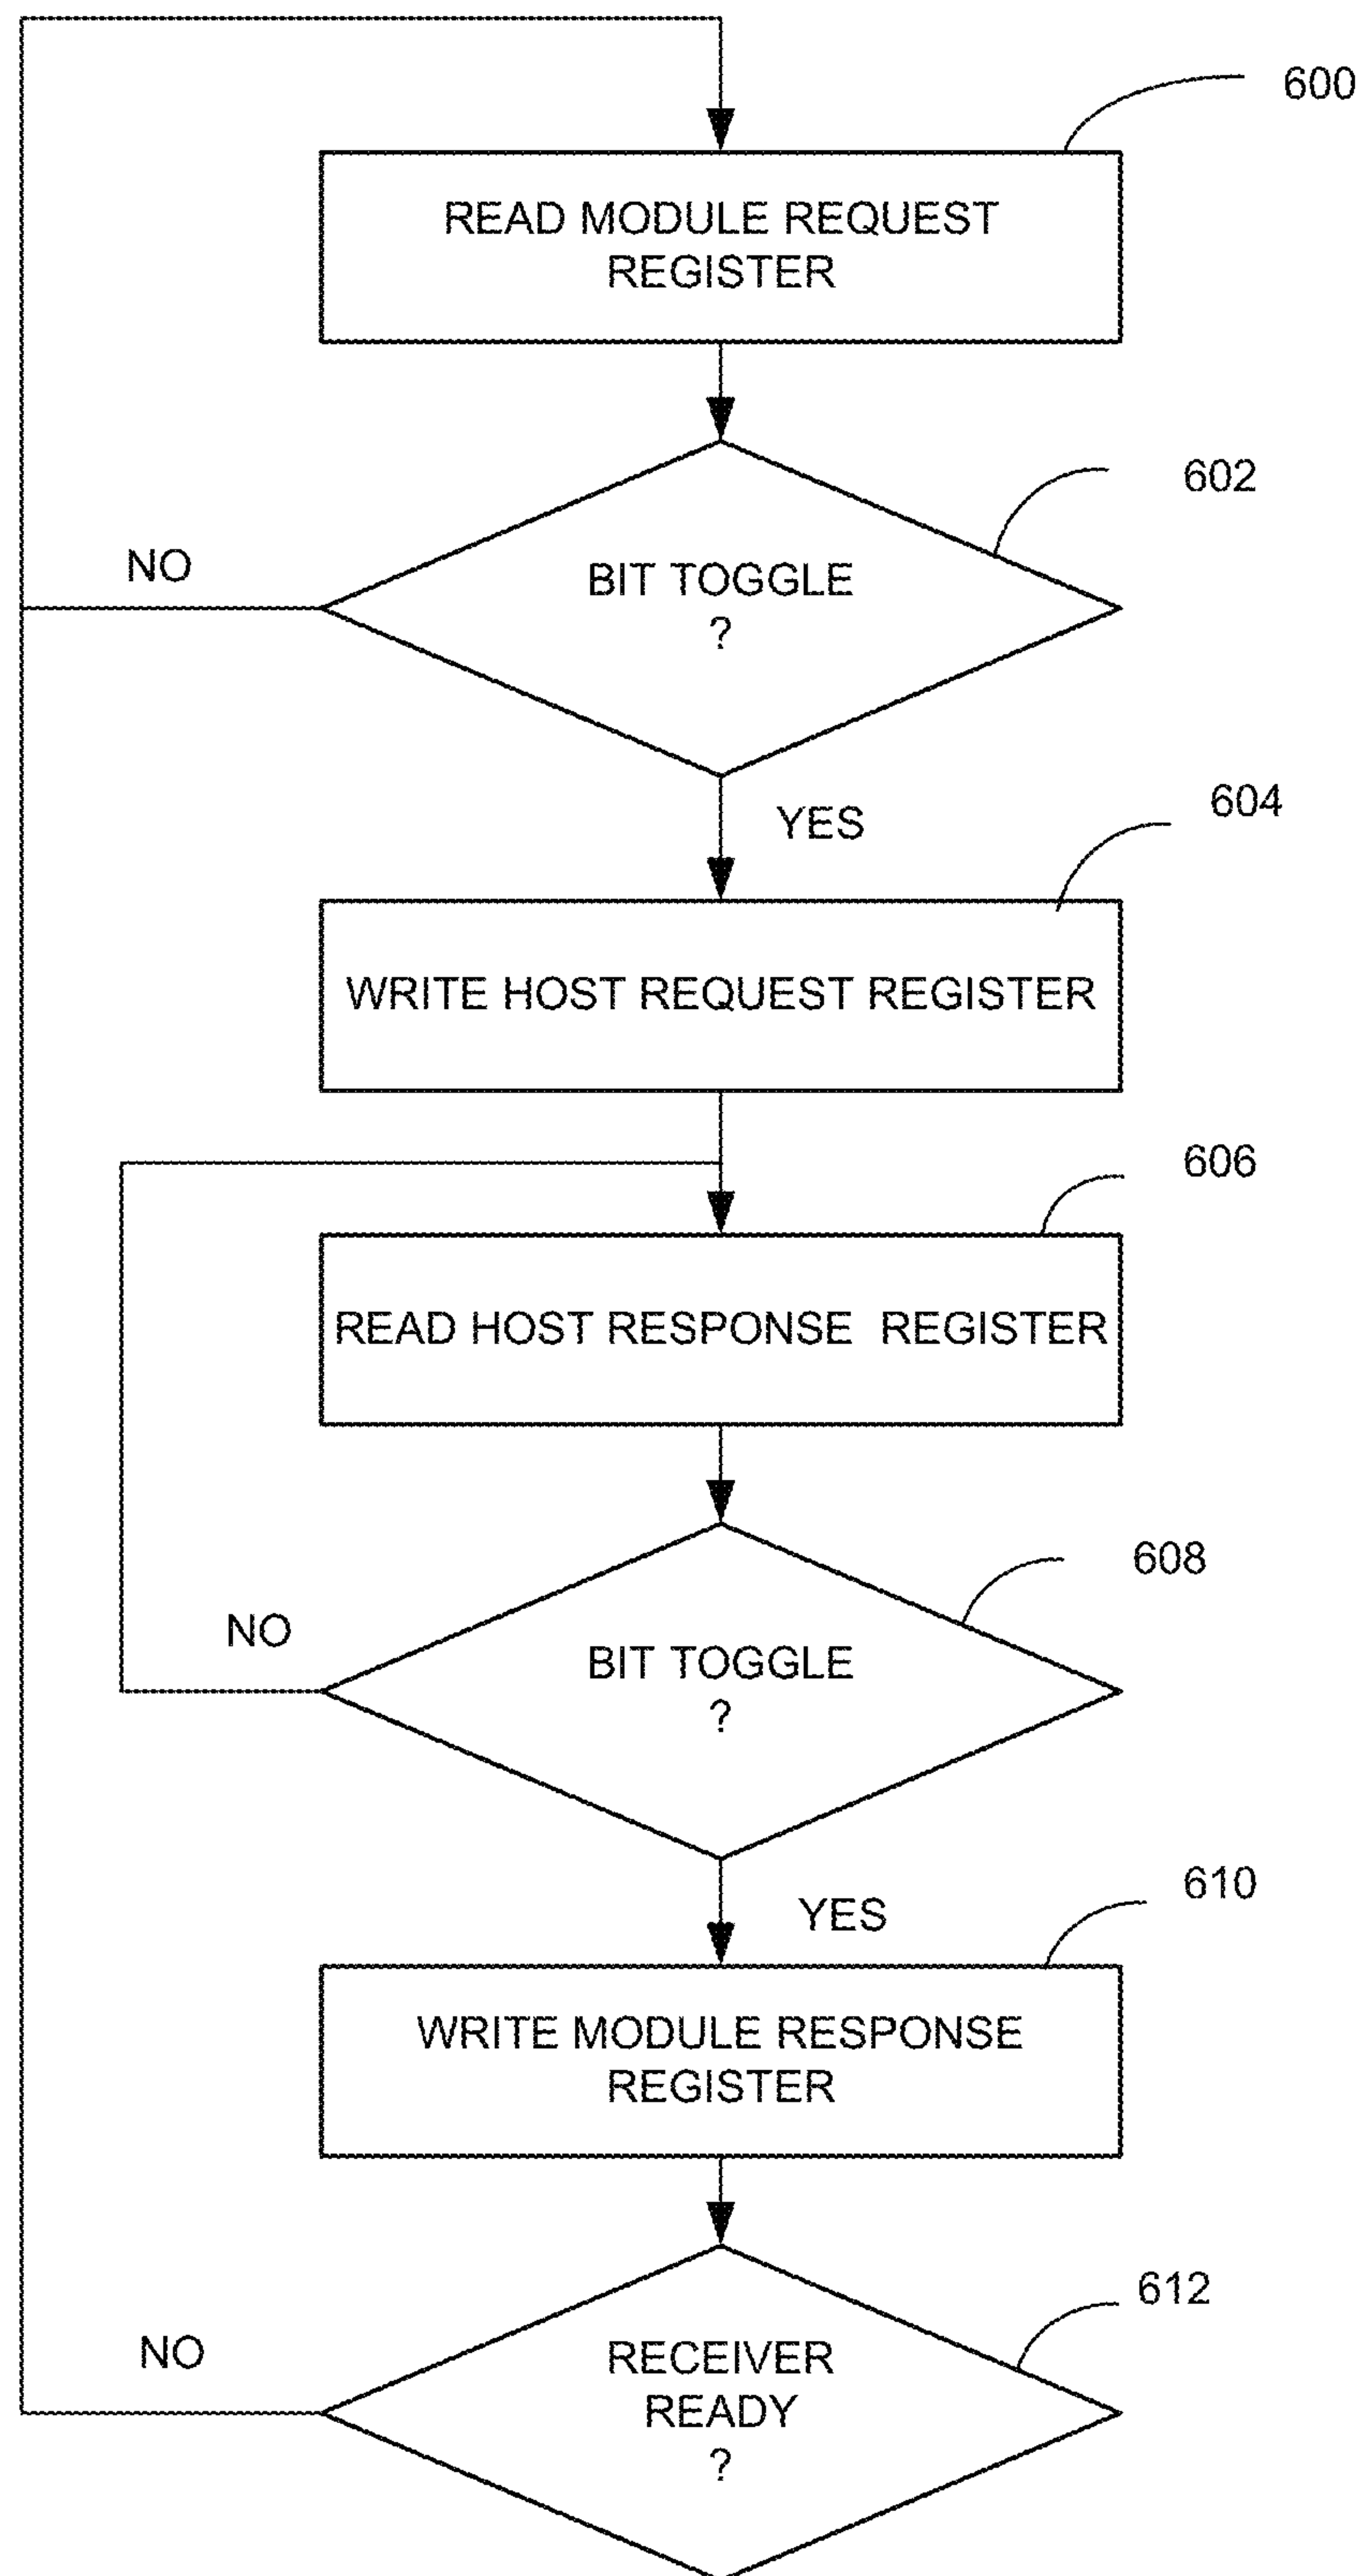 600
READ MODULE REQUEST
REGISTER
602
NO
BIT TOGGLE
?
YES
604
WRITE HOST REQUEST REGISTER
606
READ HOST RESPONSE REGISTER
608
NO
BIT TOGGLE
?
YES
610
WRITE MODULE RESPONSE
REGISTER
612
NO
RECEIVER
READY
?